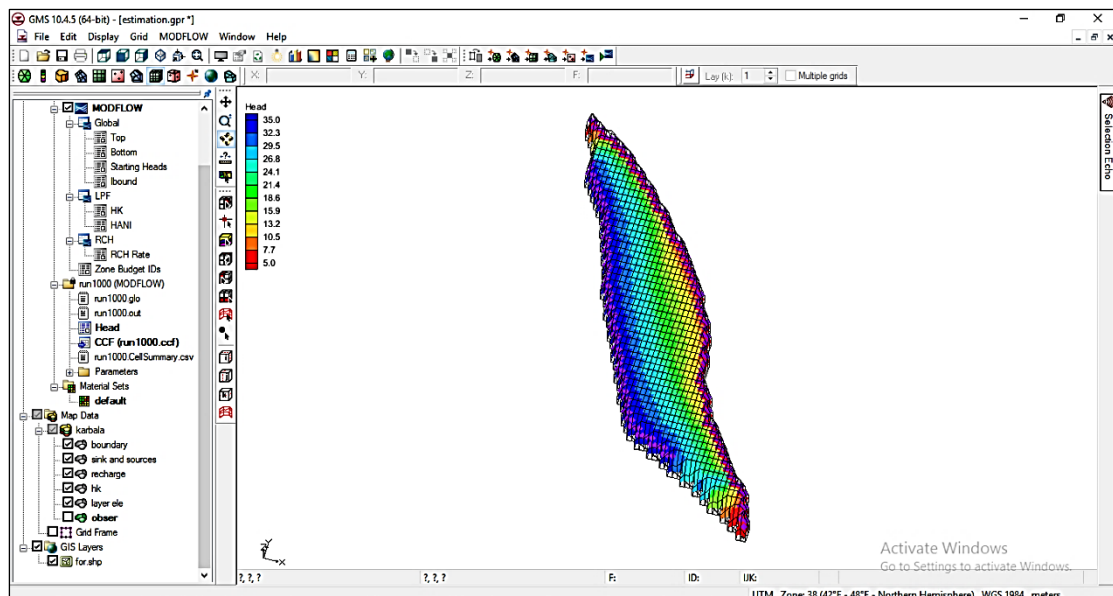 GMS 10.4.5 (64-bit) - [estimation.gpr *]
File Edit Display Grid MODFLOW Window Help
X: Y: Z: F: Lay (k): 1 Multiple grids
MODFLOW
Global
Top
Bottom
Starting Heads
Ibound
LPF
HK
HANI
RCH
RCH Rate
Zone Budget IDs
run1000 (MODFLOW)
run1000.glo
run1000.out
Head
CCF (run1000.ccf)
run1000.CellSummary.csv
Parameters
Material Sets
default
Map Data
karbala
boundary
sink and sources
recharge
hk
layer ele
obser
Grid Frame
GIS Layers
for.shp
Head
35.0
32.3
29.5
26.8
24.1
21.4
18.6
15.9
13.2
10.5
7.7
5.0
Y
X
Selection Echo
Activate Windows
Go to Settings to activate Windows.
?, ?, ? ?, ?, ? F: ID: IJK:
UTM, Zone: 38 (42°E - 48°E - Northern Hemisphere), WGS 1984, meters